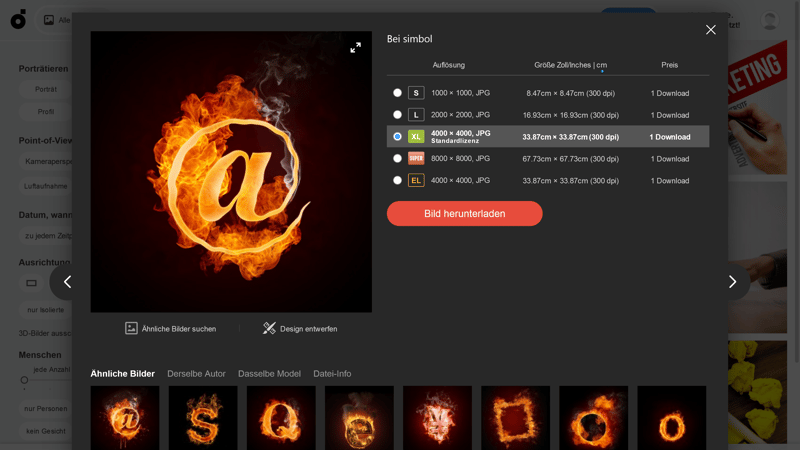 Alle
Porträtieren
Porträt
Profil
Point-of-View
Kameraperspe
Luftaufnahme
Datum, wann
zu jedem Zeitp
Ausrichtung
nur Isolierte
3D-Bilder aussc
Menschen
jede Anzahl
nur Personen
kein Gesicht
@
Ähnliche Bilder suchen
Design entwerfen
Bei simbol
Auflösung Größe Zoll/Inches | cm Preis
S 1000 × 1000, JPG 8.47cm × 8.47cm (300 dpi) 1 Download
L 2000 × 2000, JPG 16.93cm × 16.93cm (300 dpi) 1 Download
XL 4000 × 4000, JPG 33.87cm × 33.87cm (300 dpi) 1 Download
Standardlizenz
SUPER 8000 × 8000, JPG 67.73cm × 67.73cm (300 dpi) 1 Download
EL 4000 × 4000, JPG 33.87cm × 33.87cm (300 dpi) 1 Download
Bild herunterladen
Ähnliche Bilder Derselbe Autor Dasselbe Model Datei-Info
@ S Q e o
KETING